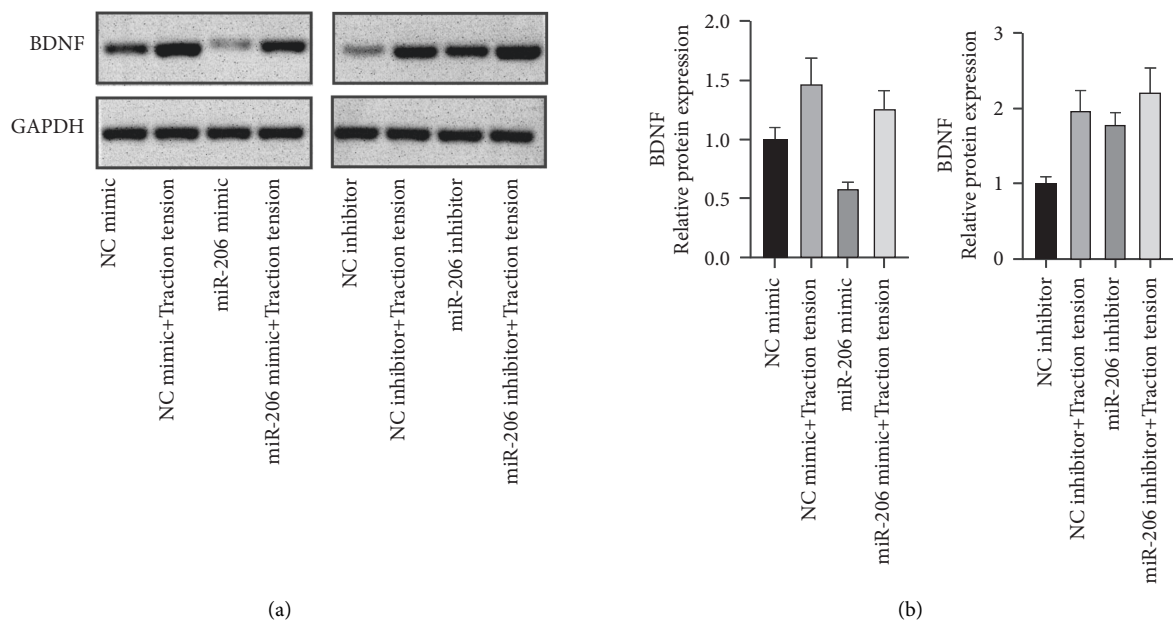 BDNF
GAPDH
NC mimic
NC mimic+Traction tension
miR-206 mimic
miR-206 mimic+Traction tension
NC inhibitor
NC inhibitor+Traction tension
miR-206 inhibitor
miR-206 inhibitor+Traction tension
(a)
BDNF
Relative protein expression
2.0
1.5
1.0
0.5
0.0
NC mimic
NC mimic+Traction tension
miR-206 mimic
miR-206 mimic+Traction tension
BDNF
Relative protein expression
3
2
1
0
NC inhibitor
NC inhibitor+Traction tension
miR-206 inhibitor
miR-206 inhibitor+Traction tension
(b)